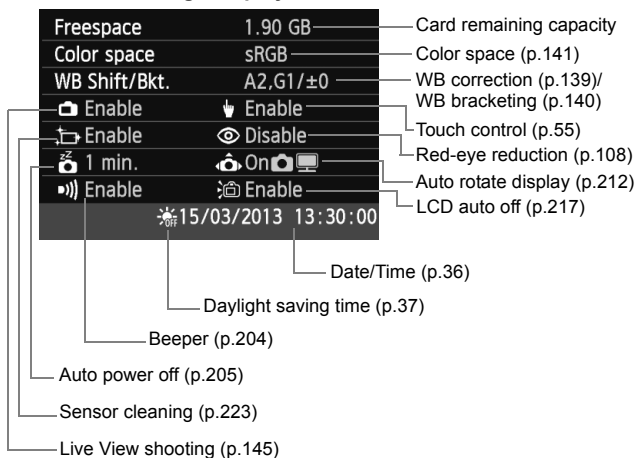 Freespace 1.90 GB Card remaining capacity
Color space sRGB Color space (p.141)
WB Shift/Bkt. A2,G1/±0 WB correction (p.139)/
WB bracketing (p.140)
Enable Enable Touch control (p.55)
Enable Disable Red-eye reduction (p.108)
zz 1 min. On Auto rotate display (p.212)
Enable Enable LCD auto off (p.217)
OFF 15/03/2013 13:30:00
Date/Time (p.36)
Daylight saving time (p.37)
Beeper (p.204)
Auto power off (p.205)
Sensor cleaning (p.223)
Live View shooting (p.145)